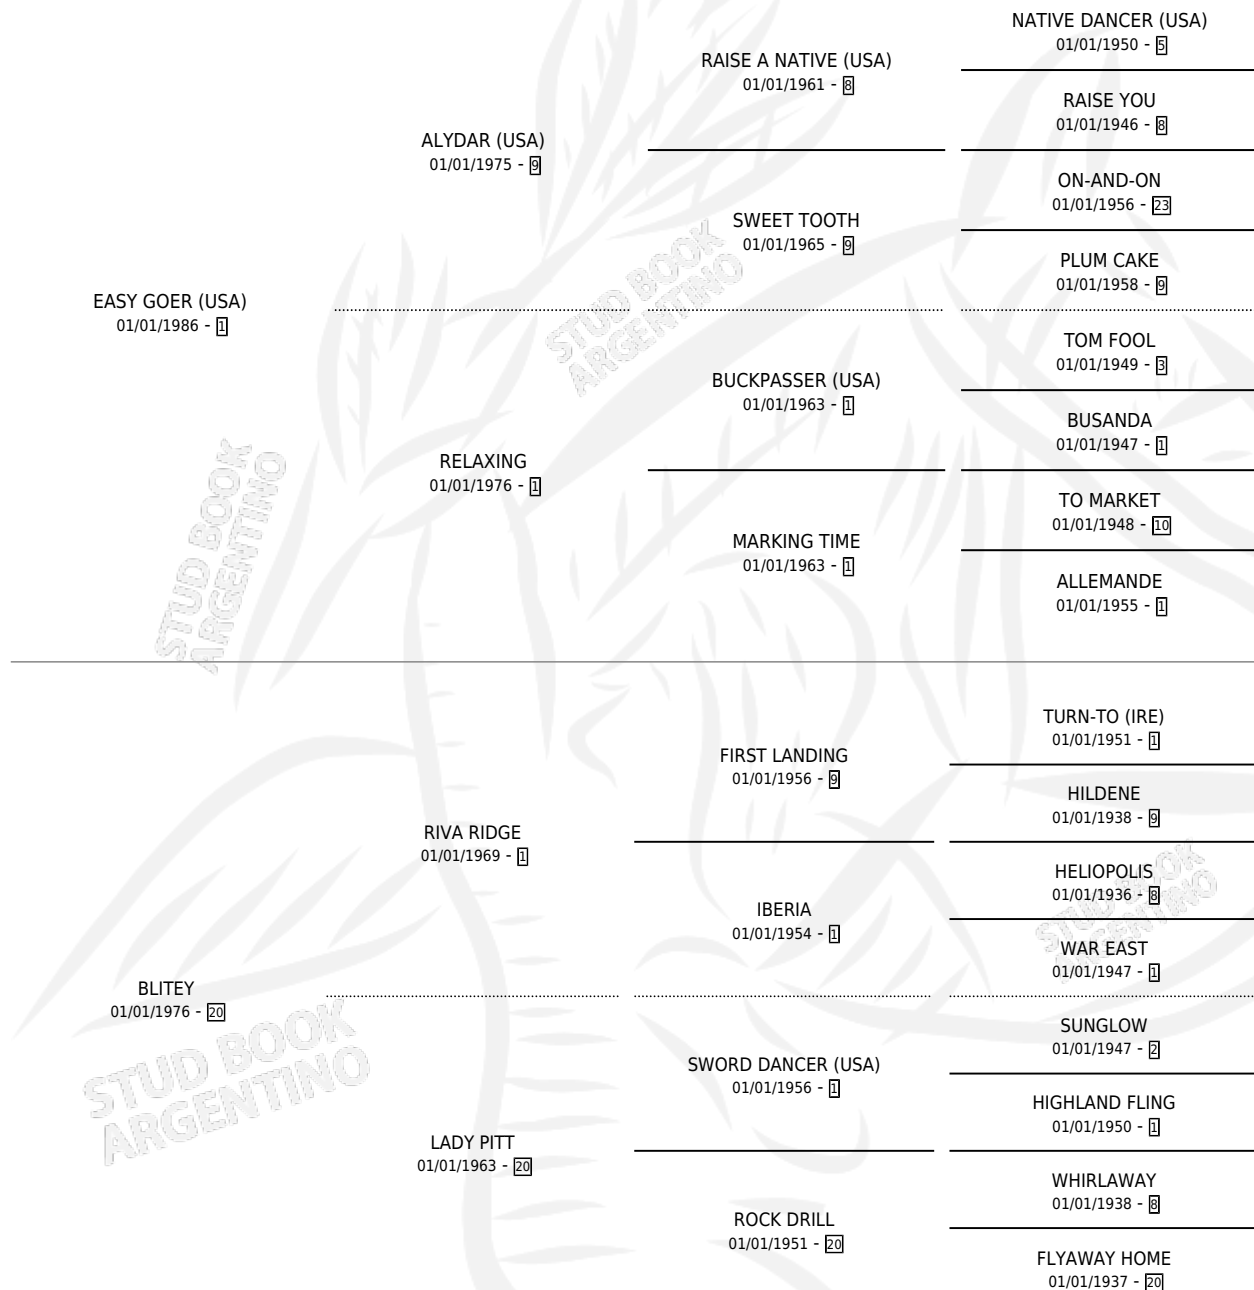 NATIVE DANCER (USA)
01/01/1950 - 5
RAISE A NATIVE (USA)
01/01/1961 - 8
RAISE YOU
01/01/1946 - 8
ALYDAR (USA)
01/01/1975 - 9
ON-AND-ON
01/01/1956 - 23
SWEET TOOTH
01/01/1965 - 9
PLUM CAKE
01/01/1958 - 9
EASY GOER (USA)
01/01/1986 - 1
TOM FOOL
01/01/1949 - 3
BUCKPASSER (USA)
01/01/1963 - 1
BUSANDA
01/01/1947 - 1
RELAXING
01/01/1976 - 1
TO MARKET
01/01/1948 - 10
MARKING TIME
01/01/1963 - 1
ALLEMANDE
01/01/1955 - 1
TURN-TO (IRE)
01/01/1951 - 1
FIRST LANDING
01/01/1956 - 9
HILDENE
01/01/1938 - 9
RIVA RIDGE
01/01/1969 - 1
HELIOPOLIS
01/01/1936 - 8
IBERIA
01/01/1954 - 1
WAR EAST
01/01/1947 - 1
BLITEY
01/01/1976 - 20
SUNGLOW
01/01/1947 - 2
SWORD DANCER (USA)
01/01/1956 - 1
HIGHLAND FLING
01/01/1950 - 1
LADY PITT
01/01/1963 - 20
WHIRLAWAY
01/01/1938 - 8
ROCK DRILL
01/01/1951 - 20
FLYAWAY HOME
01/01/1937 - 20
STUD BOOK
ARGENTINO
STUD BOOK
ARGENTINO
STUD BOOK
ARGENTINO
STUD BOOK
ARGENTINO